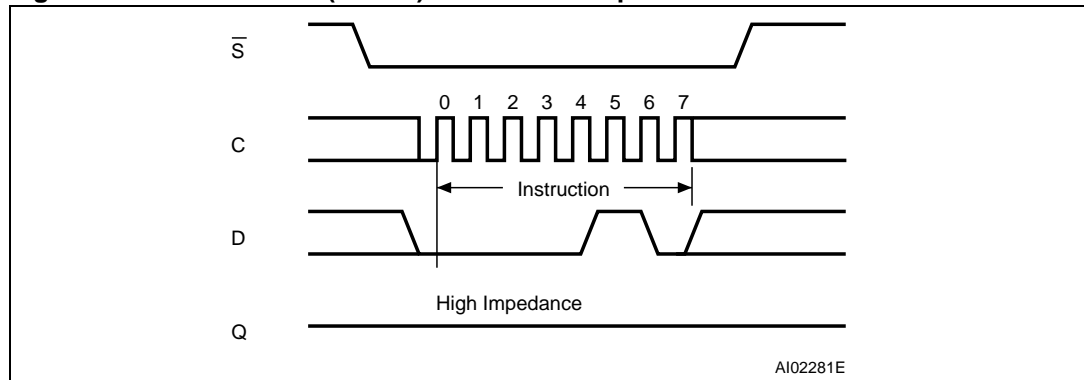 S̅
0 1 2 3 4 5 6 7
C
Instruction
D
High Impedance
Q
AI02281E